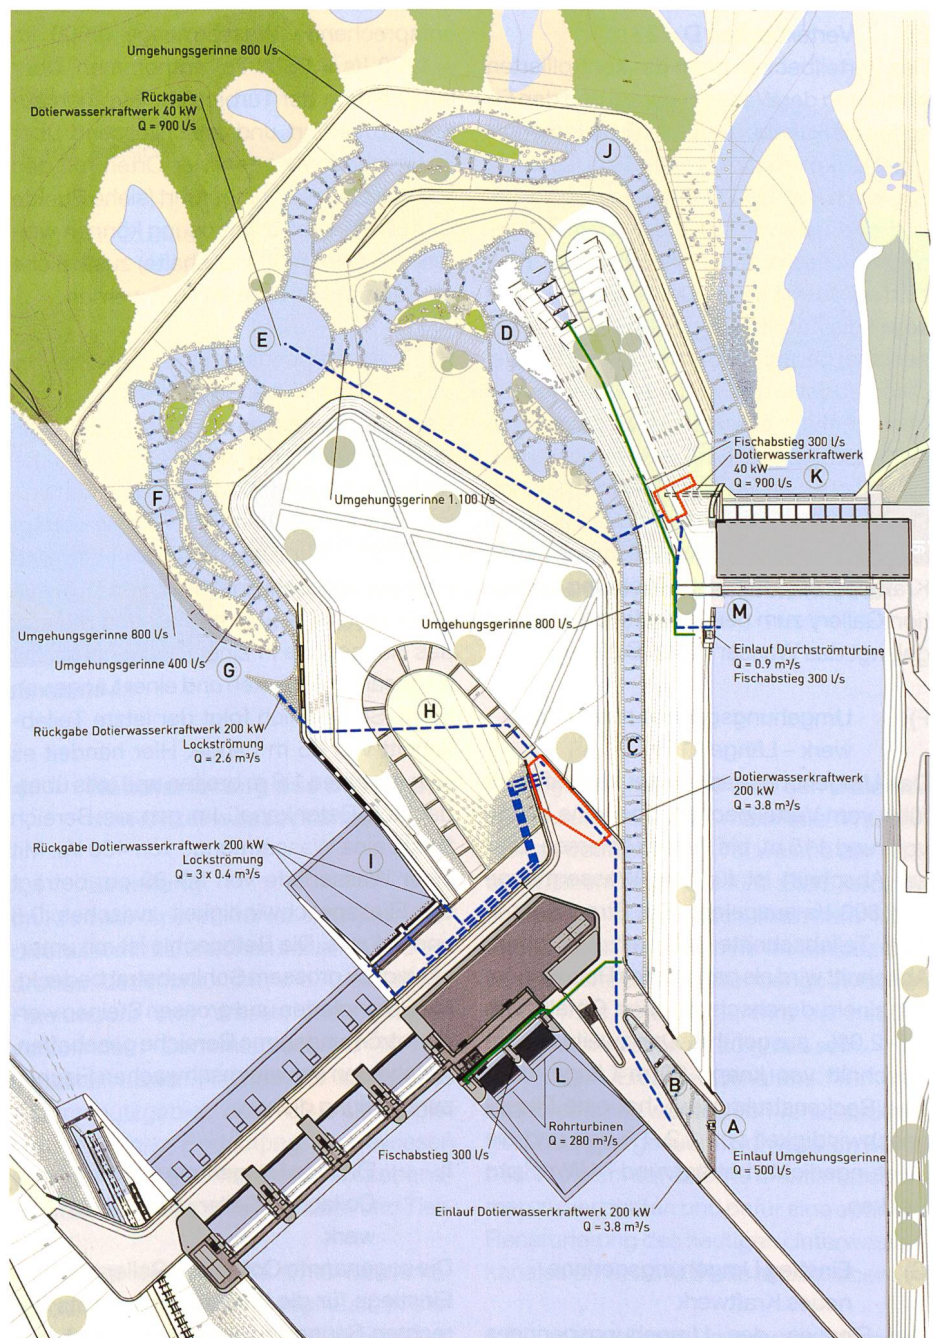 Umgehungsgerinne 800 l/s
Rückgabe
Dotierwasserkraftwerk 40 kW
Q = 900 l/s
J
E
D
Fischabstieg 300 l/s
Dotierwasserkraftwerk
40 kW
Q = 900 l/s
K
Umgehungsgerinne 1.100 l/s
F
M
Umgehungsgerinne 800 l/s
Umgehungsgerinne 800 l/s
Einlauf Durchströmturbine
Q = 0.9 m³/s
Fischabstieg 300 l/s
Umgehungsgerinne 400 l/s
G
H
Rückgabe Dotierwasserkraftwerk 200 kW
Lockströmung
Q = 2.6 m³/s
C
Dotierwasserkraftwerk
200 kW
Q = 3.8 m³/s
Rückgabe Dotierwasserkraftwerk 200 kW
Lockströmung
Q = 3 x 0.4 m³/s
I
L
B
A
Rohrturbinen
Q = 280 m³/s
Fischabstieg 300 l/s
Einlauf Umgehungsgerinne
Q = 500 l/s
Einlauf Dotierwasserkraftwerk 200 kW
Q = 3.8 m³/s